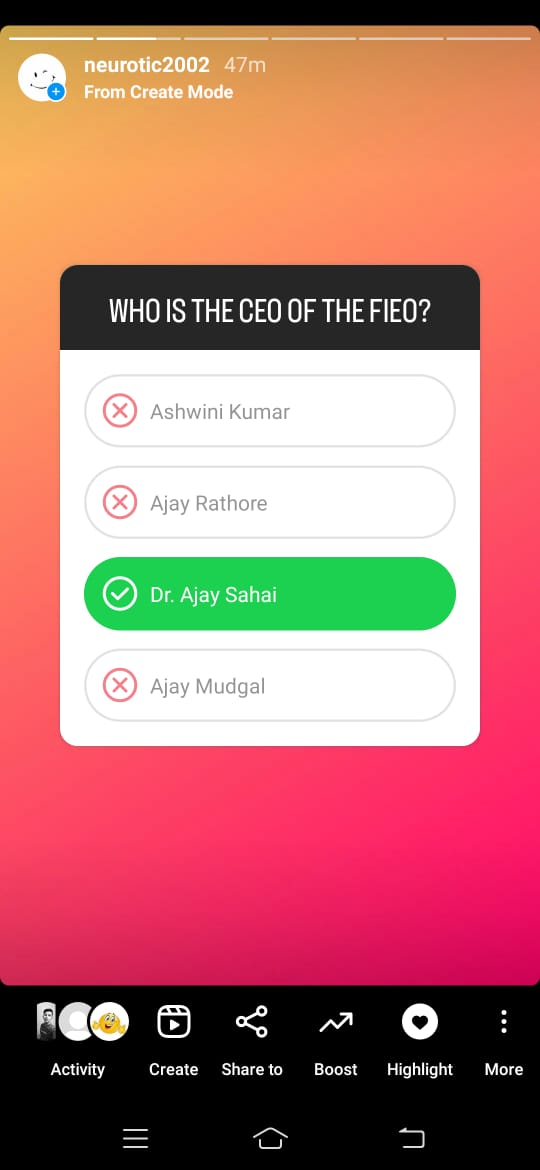 neurotic2002 47m
From Create Mode
WHO IS THE CEO OF THE FIEO?
Ashwini Kumar
Ajay Rathore
Dr. Ajay Sahai
Ajay Mudgal
Activity Create Share to Boost Highlight More